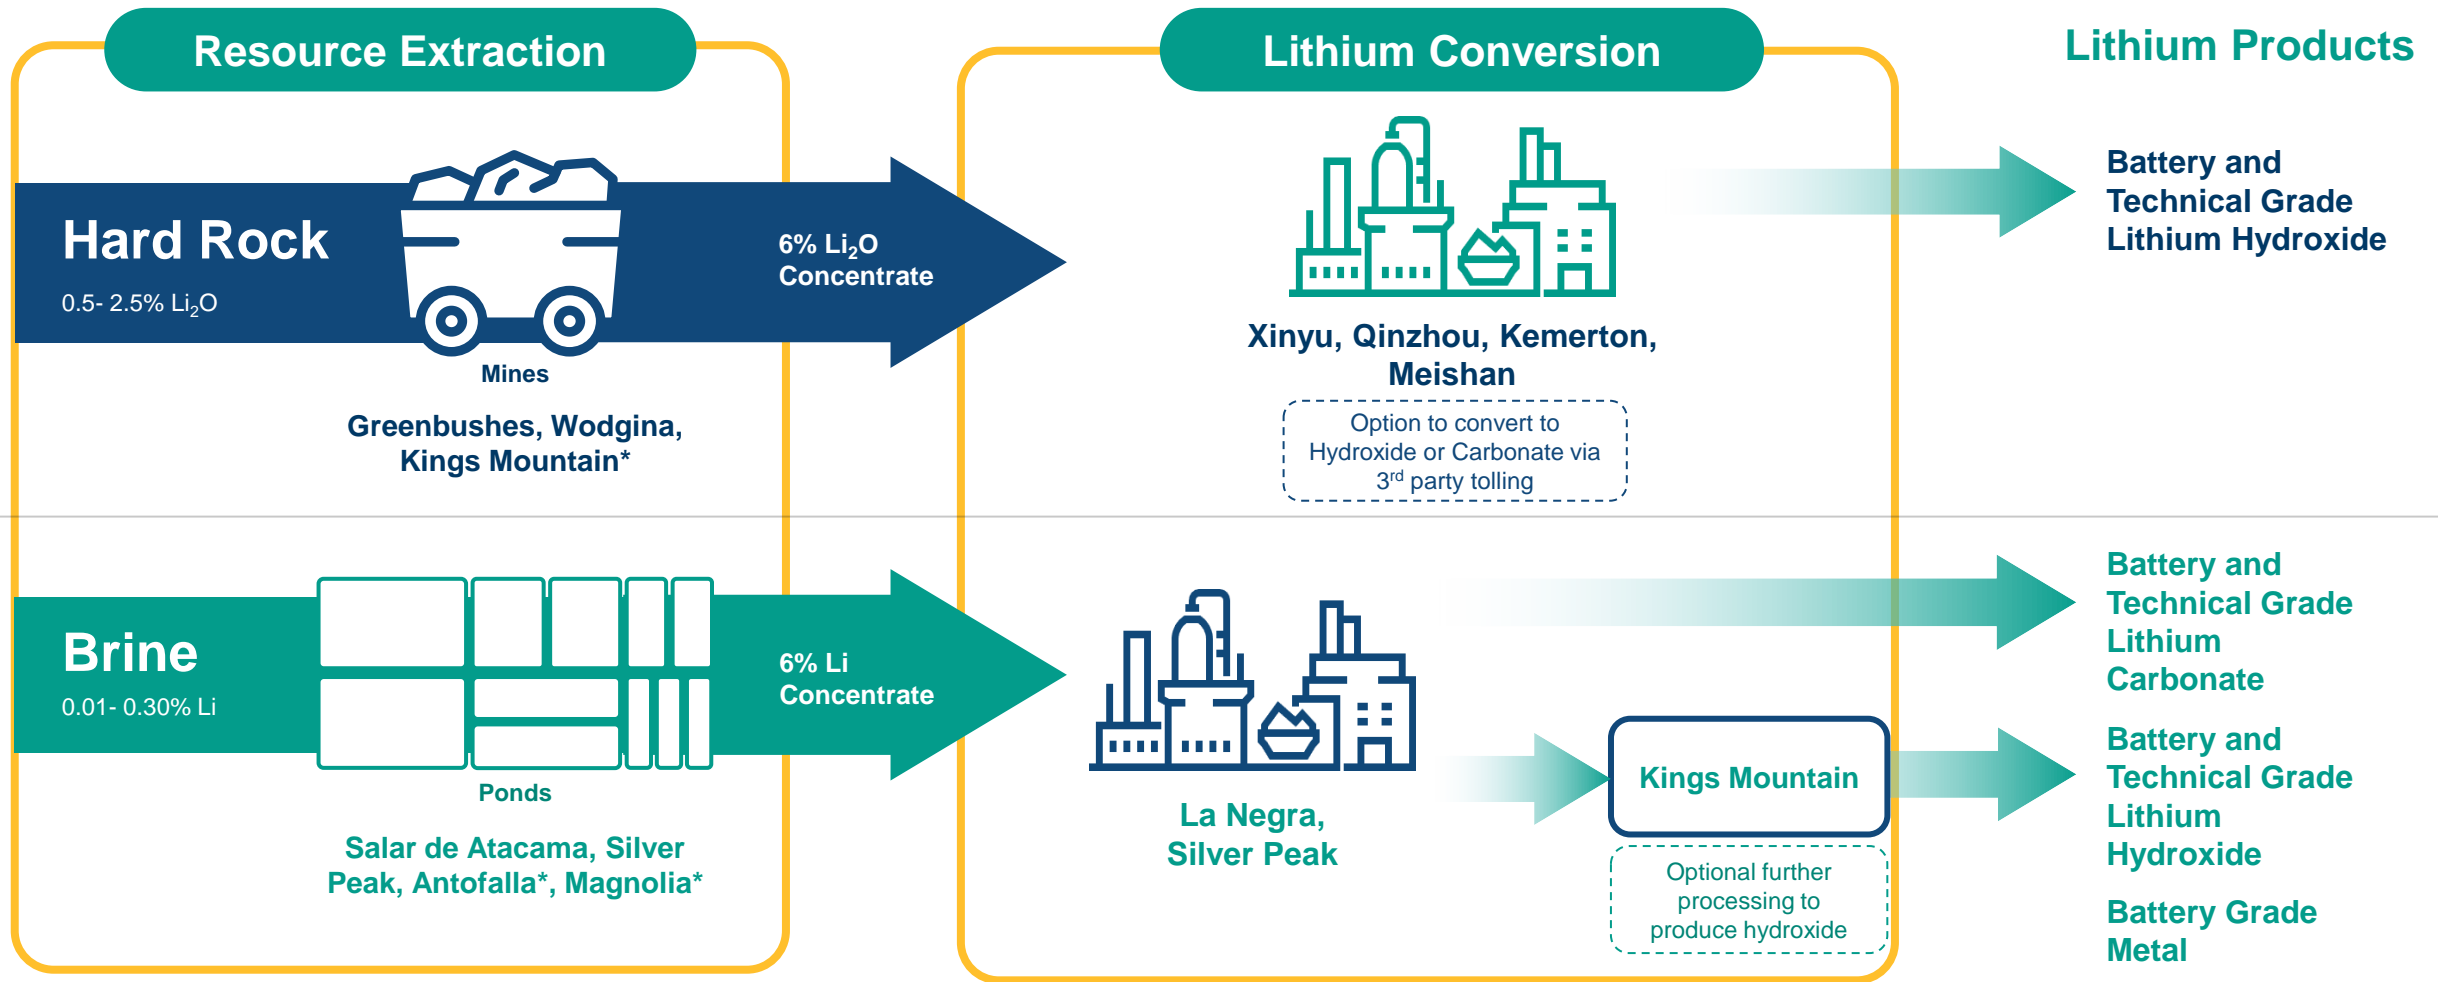 Resource Extraction
Lithium Conversion
Lithium Products
Hard Rock
0.5- 2.5% Li₂O
Mines
Greenbushes, Wodgina,
Kings Mountain*
6% Li₂O
Concentrate
Xinyu, Qinzhou, Kemerton,
Meishan
Option to convert to
Hydroxide or Carbonate via
3rd party tolling
Battery and
Technical Grade
Lithium Hydroxide
Brine
0.01- 0.30% Li
Ponds
Salar de Atacama, Silver
Peak, Antofalla*, Magnolia*
6% Li
Concentrate
La Negra,
Silver Peak
Kings Mountain
Optional further
processing to
produce hydroxide
Battery and
Technical Grade
Lithium
Carbonate
Battery and
Technical Grade
Lithium
Hydroxide
Battery Grade
Metal